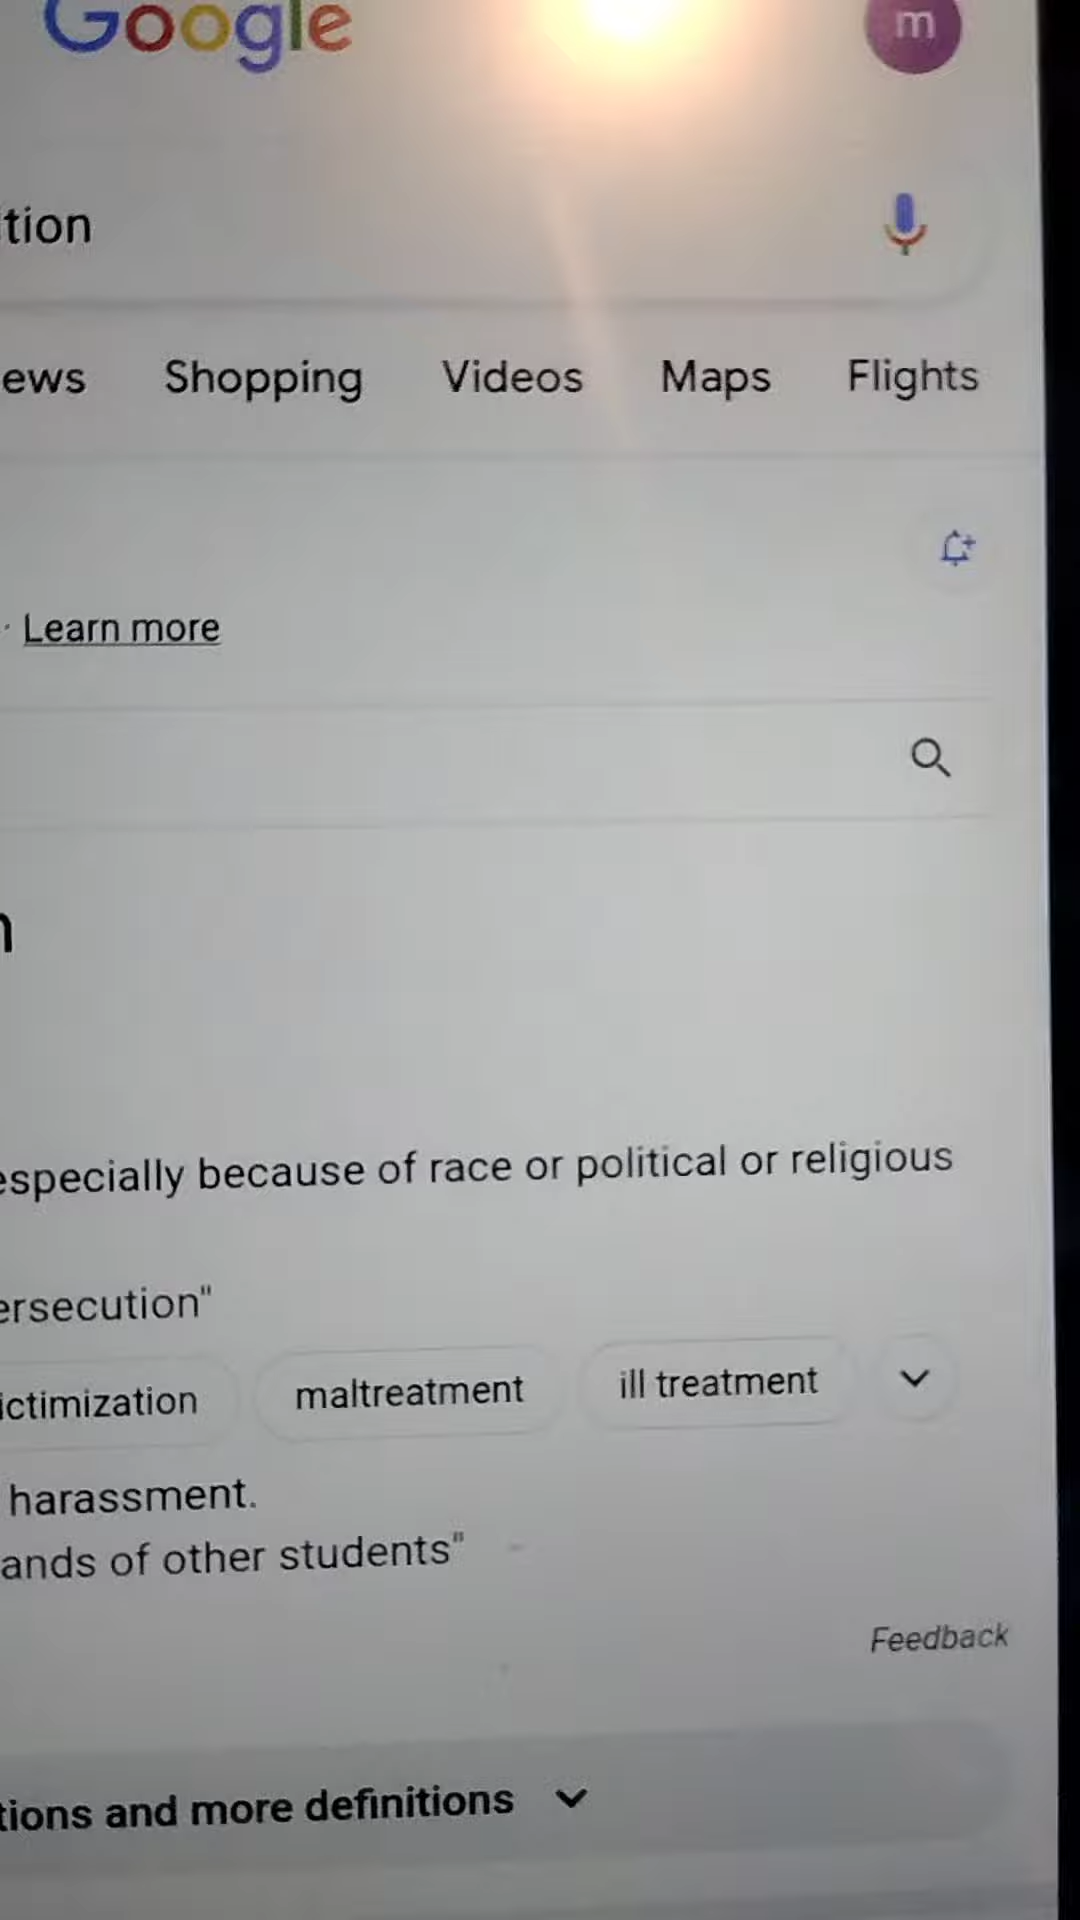 Google
m
tion
ews Shopping Videos Maps Flights
· Learn more
n
especially because of race or political or religious
ersecution"
ictimization maltreatment ill treatment
harassment.
ands of other students"
Feedback
tions and more definitions